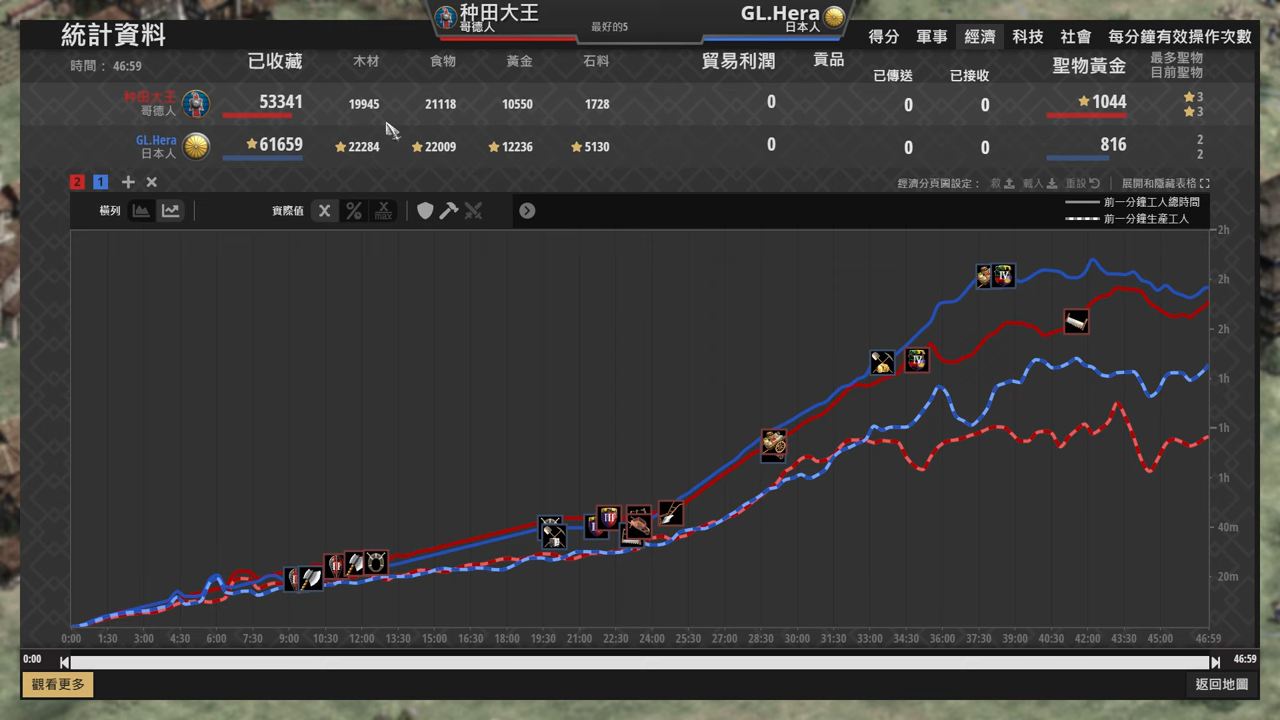 种田大王
哥德人
最好的5
GL.Hera
日本人
統計資料
得分 軍事 經濟 科技 社會 每分鐘有效操作次數
時間： 46:59
已收藏 木材 食物 黃金 石料 貿易利潤 貢品 已傳送 已接收 聖物黃金 最多聖物
目前聖物
种田大王
哥德人
53341 19945 21118 10550 1728 0 0 0 1044 3
3
GL.Hera
日本人
61659 22284 22009 12236 5130 0 0 0 816 2
2
2 1
經濟分頁圖設定： 載入 重設 展開和隱藏表格
橫列 實際值 X % X max
前一分鐘工人總時間
前一分鐘生產工人
2h
2h
2h
1h
1h
1h
40m
20m
0:00 1:30 3:00 4:30 6:00 7:30 9:00 10:30 12:00 13:30 15:00 16:30 18:00 19:30 21:00 22:30 24:00 25:30 27:00 28:30 30:00 31:30 33:00 34:30 36:00 37:30 39:00 40:30 42:00 43:30 45:00 46:59
0:00 46:59
觀看更多 返回地圖